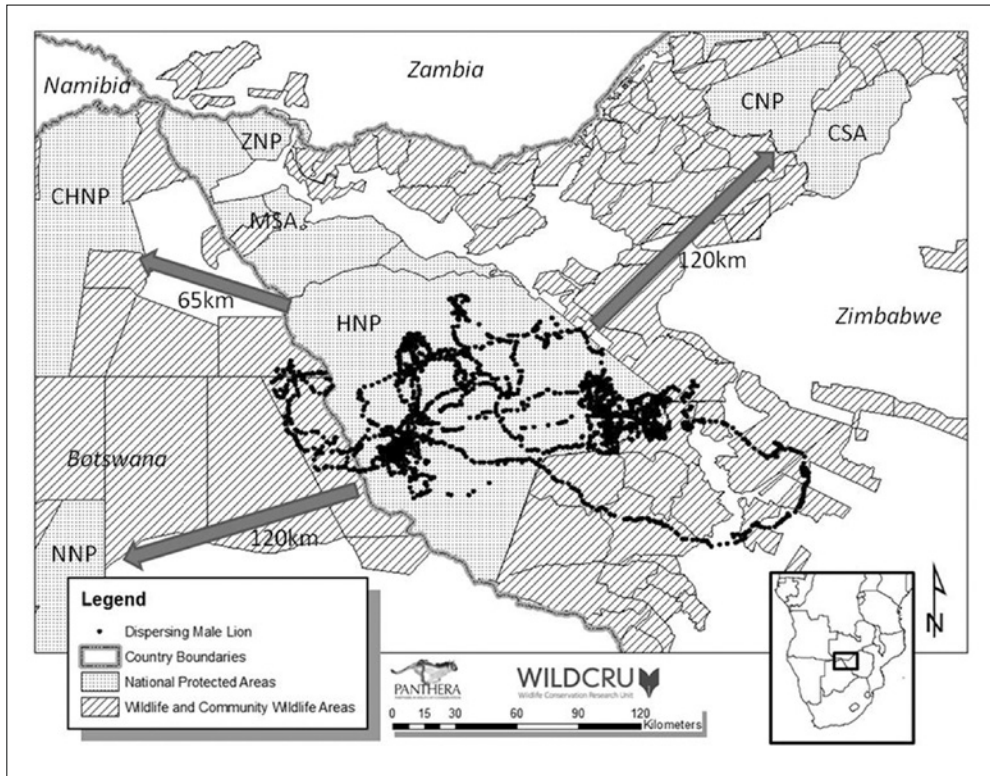 Namibia
Zambia
CNP
CSA
ZNP
CHNP
MSA
120km
65km
HNP
Zimbabwe
Botswana
120km
NNP
N
Legend
Dispersing Male Lion
Country Boundaries
National Protected Areas
Wildlife and Community Wildlife Areas
PANTHERA
WILDCRU
Wildlife Conservation Research Unit
0 15 30 60 90 120
Kilometers